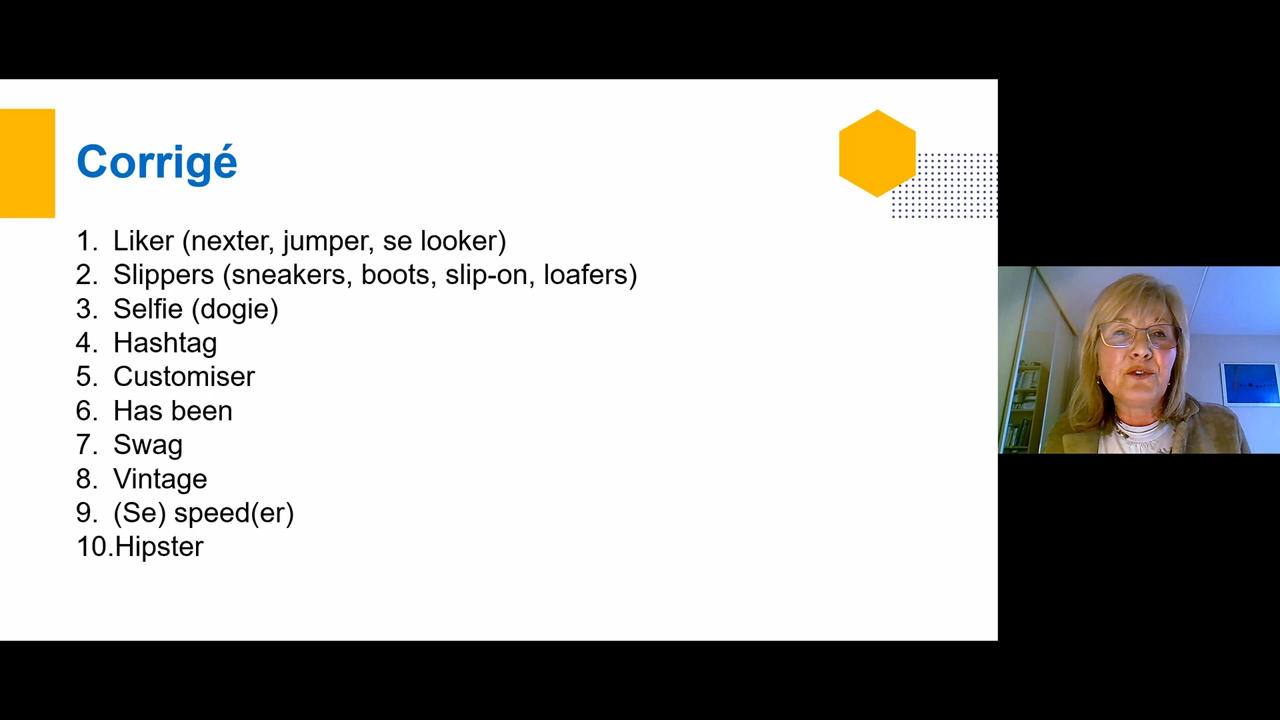 Corrigé
1. Liker (nexter, jumper, se looker)
2. Slippers (sneakers, boots, slip-on, loafers)
3. Selfie (dogie)
4. Hashtag
5. Customiser
6. Has been
7. Swag
8. Vintage
9. (Se) speed(er)
10.Hipster